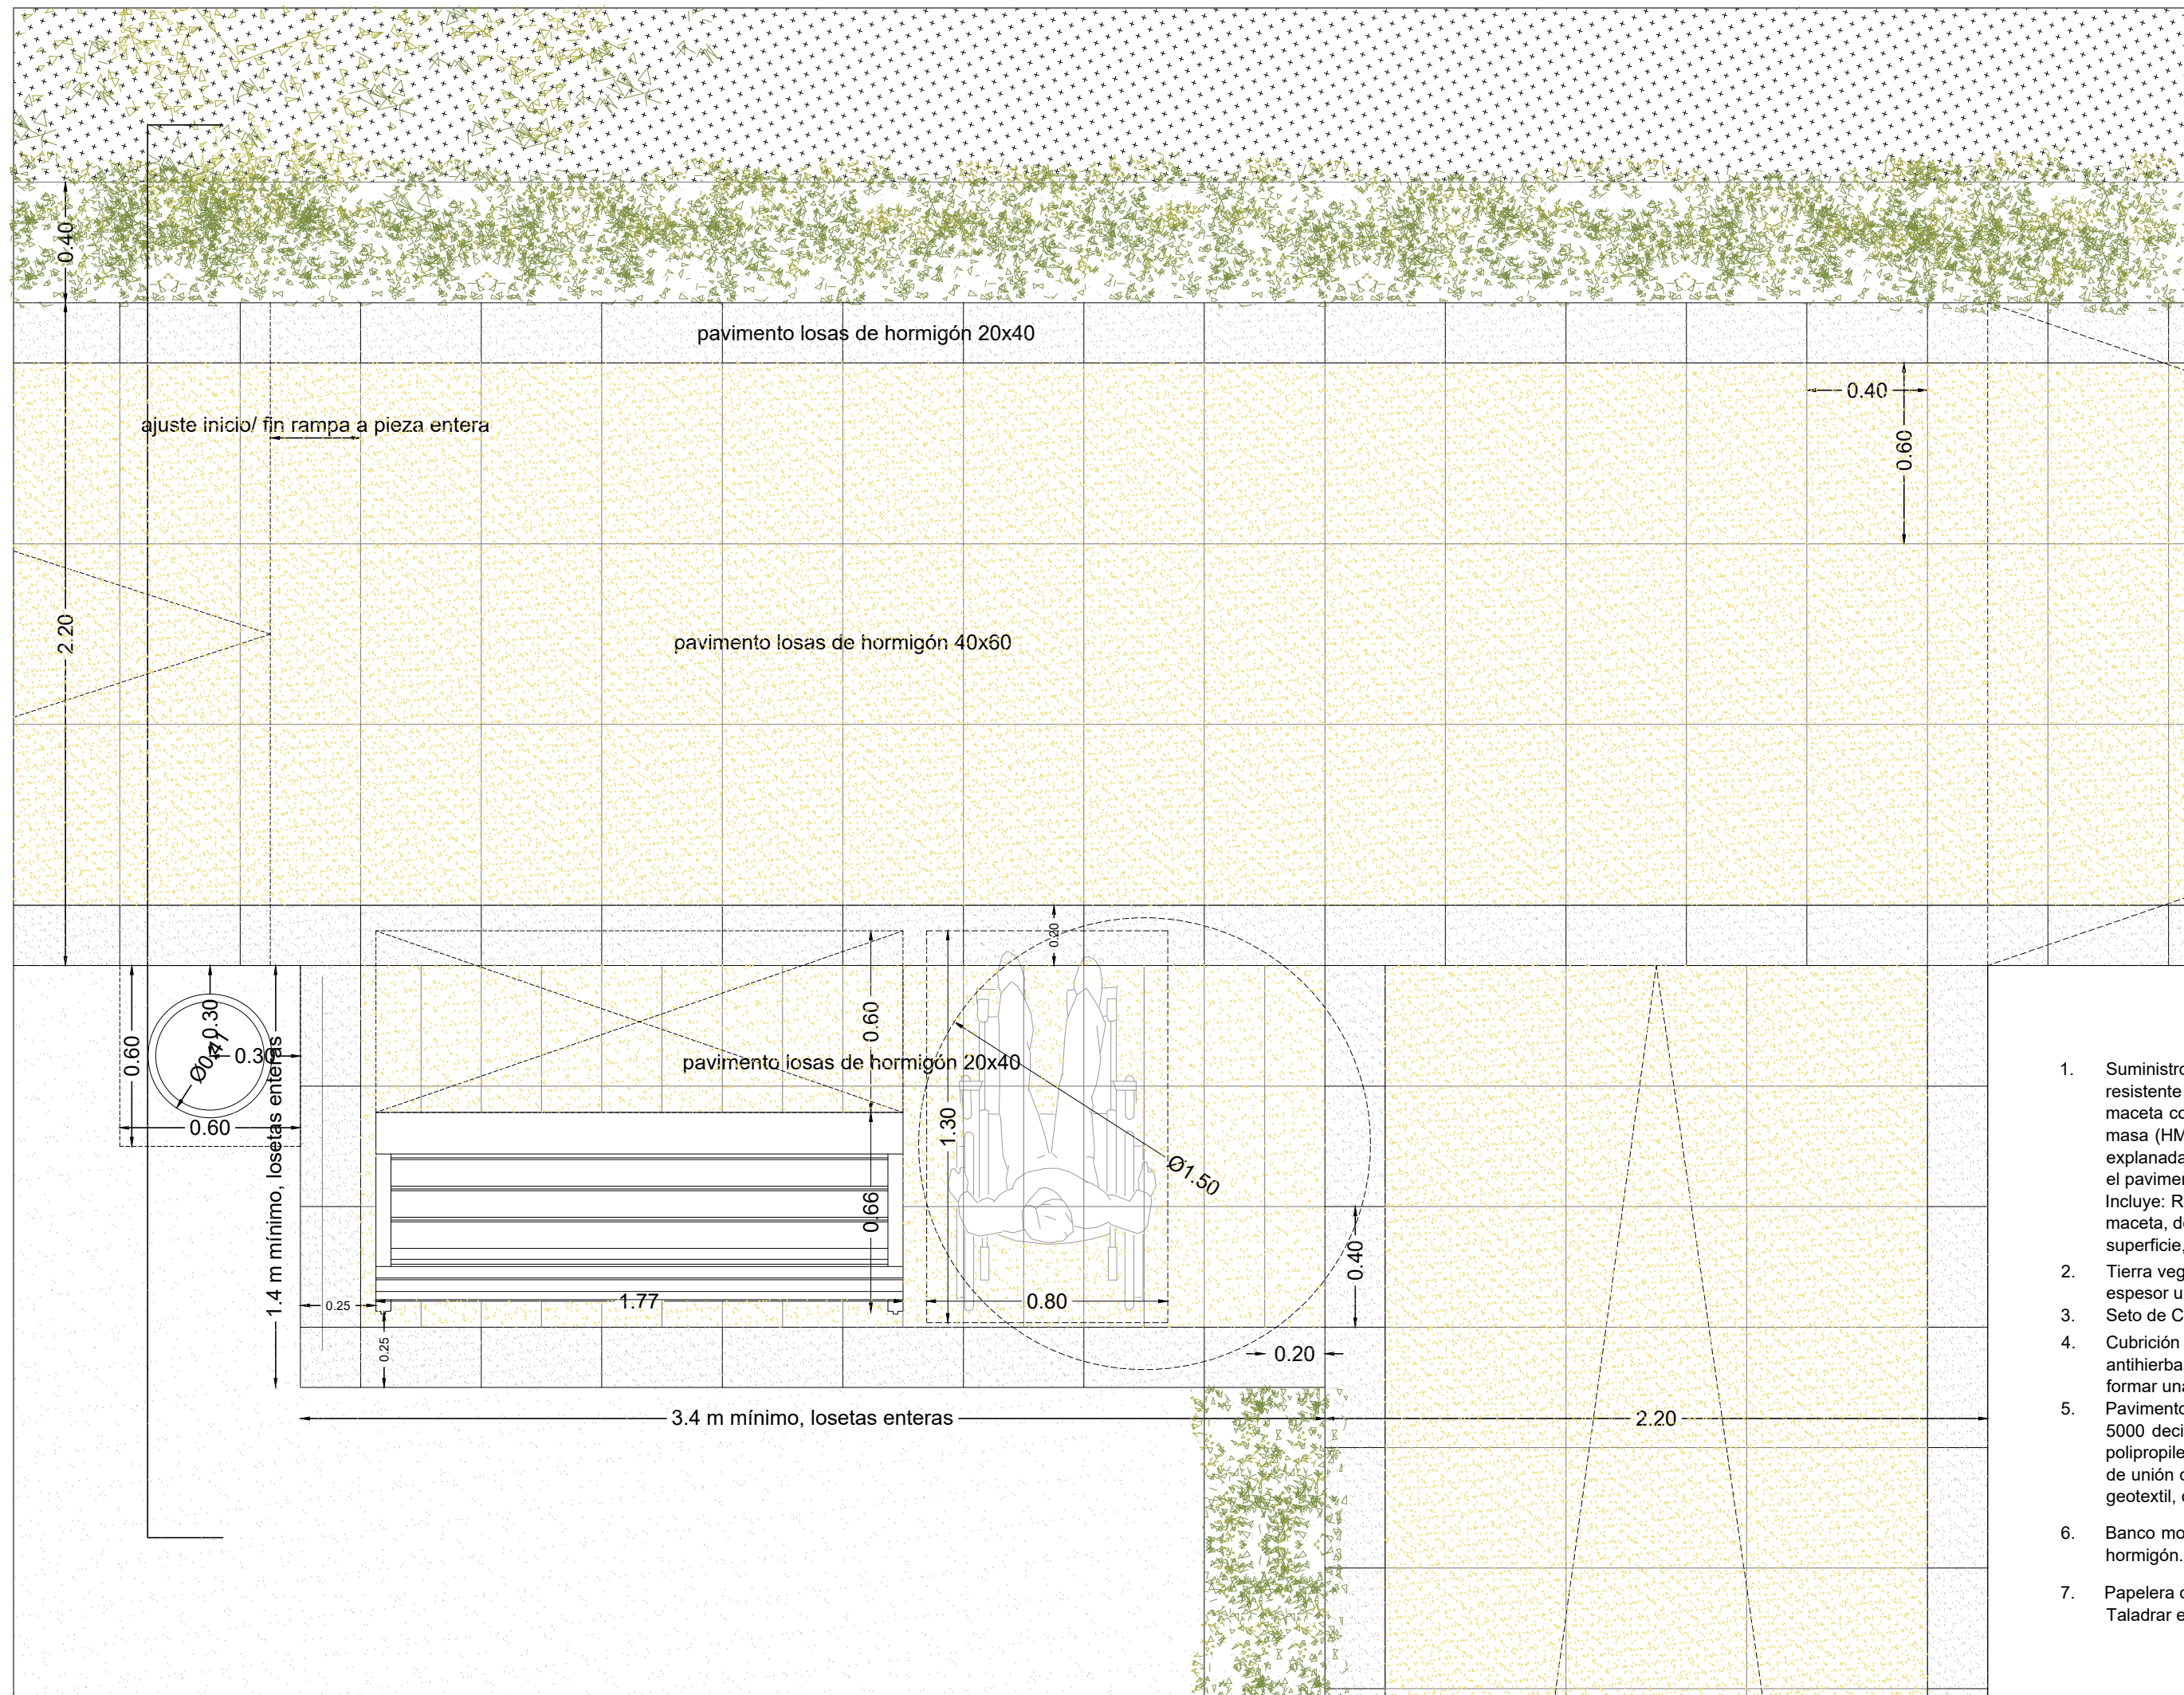 0.40
pavimento losas de hormigón 20x40
0.40
0.60
ajuste inicio/ fin rampa a pieza entera
2.20
pavimento losas de hormigón 40x60
0.20
0.60
0.30
Ø0.47
0.30
0.60
1.4 m mínimo, losetas enteras
0.60
pavimento losas de hormigón 20x40
1.30
Ø1.50
0.66
0.40
0.25
1.77
0.80
0.25
0.20
3.4 m mínimo, losetas enteras
2.20
1. Suministro
resistente
maceta co
masa (HM
explanada
el pavimen
Incluye: R
maceta, de
superficie,
2. Tierra veg
espesor u
3. Seto de C
4. Cubrición
antihierba
formar una
5. Pavimento
5000 deci
polipropile
de unión
geotextil,
6. Banco mo
hormigón.
7. Papelera
Taladrar e